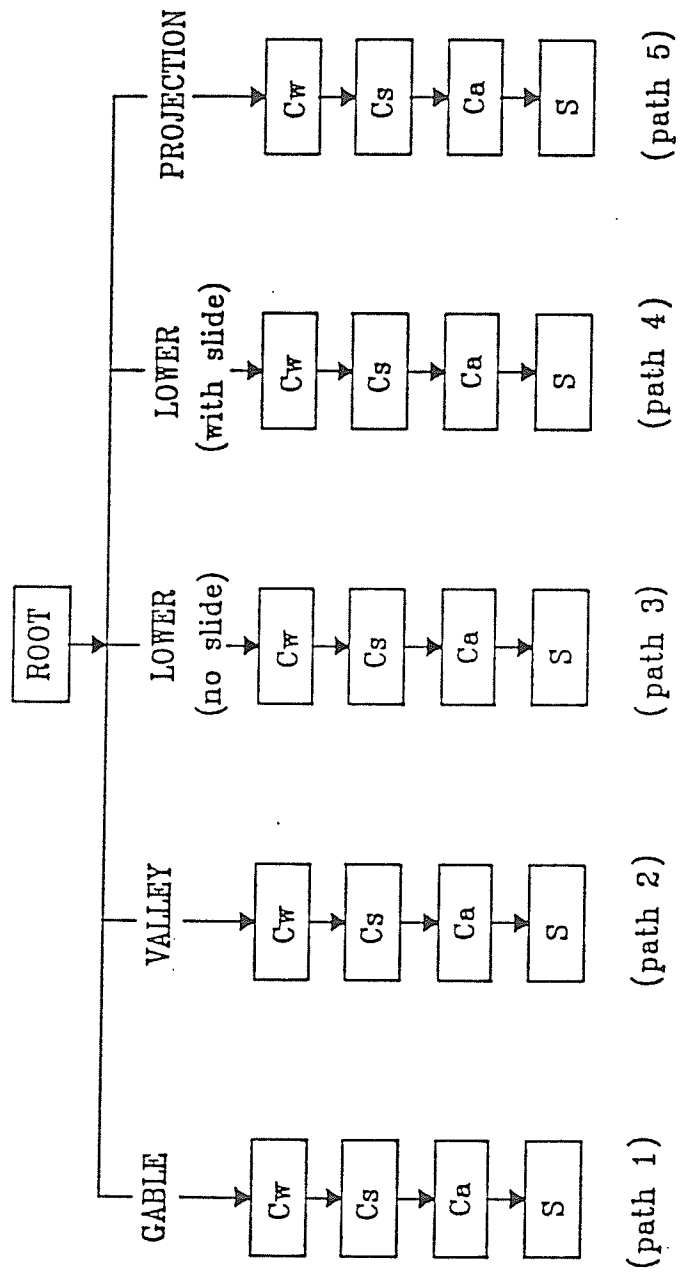 ROOT
GABLE VALLEY LOWER LOWER PROJECTION
(no slide) (with slide)
Cw Cw Cw Cw Cw
Cs Cs Cs Cs Cs
Ca Ca Ca Ca Ca
S S S S S
(path 1) (path 2) (path 3) (path 4) (path 5)